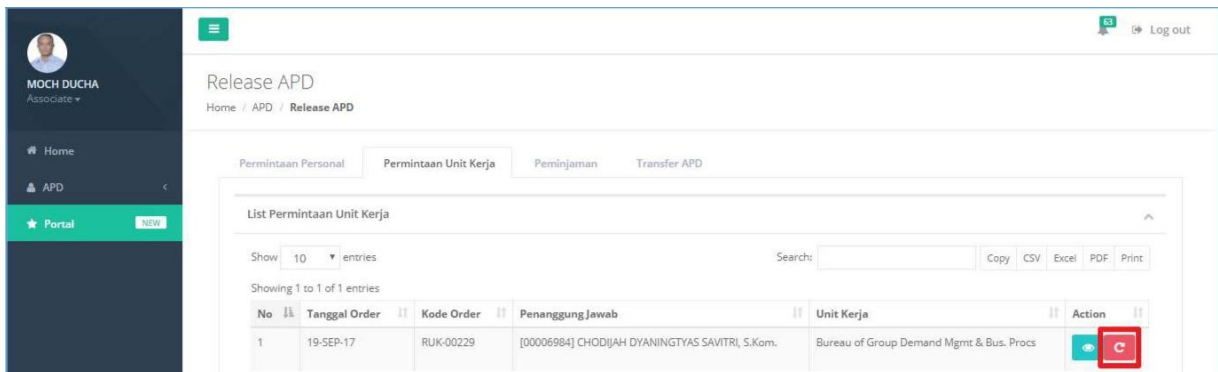 63
Log out
MOCH DUCHA
Associate
Release APD
Home / APD / Release APD
Home
APD
Portal NEW
Permintaan Personal Permintaan Unit Kerja Peminjaman Transfer APD
List Permintaan Unit Kerja
Show 10 entries Search: Copy CSV Excel PDF Print
Showing 1 to 1 of 1 entries
No Tanggal Order Kode Order Penanggung Jawab Unit Kerja Action
1 19-SEP-17 RUK-00229 [00006984] CHODIJAH DYANINGTYAS SAVITRI, S.Kom. Bureau of Group Demand Mgmt & Bus. Procs